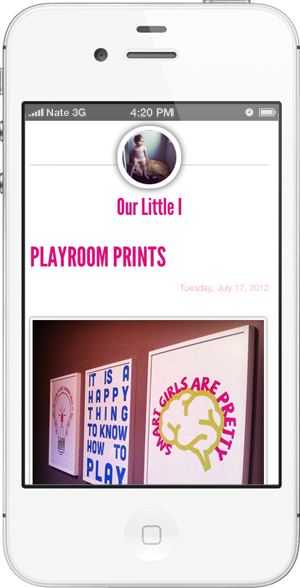 Nate 3G
4:20 PM
Our Little I
PLAYROOM PRINTS
Tuesday, July 17, 2012
IT IS A
HAPPY
THING
TO KNOW
HOW TO
PLAY
SMART GIRLS ARE PRETTY